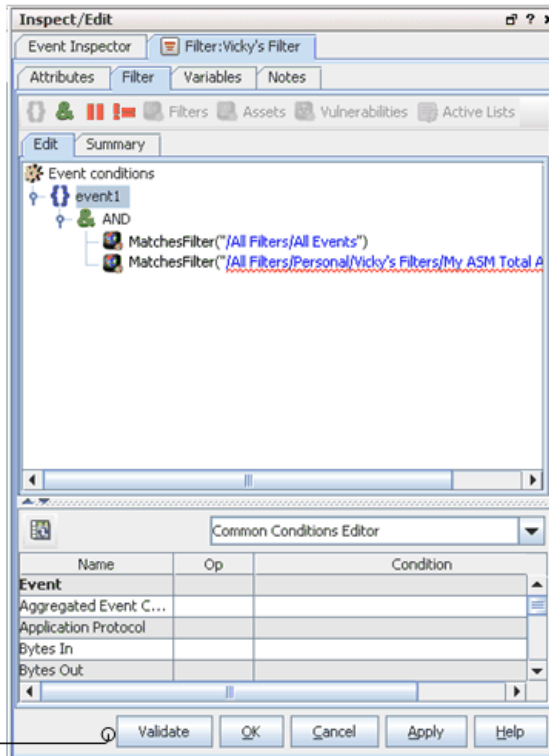 Inspect/Edit
Event Inspector Filter:Vicky's Filter
Attributes Filter Variables Notes
Filters Assets Vulnerabilities Active Lists
Edit Summary
Event conditions
event1
AND
MatchesFilter("/All Filters/All Events")
MatchesFilter("/All Filters/Personal/Vicky's Filters/My ASM Total A
Common Conditions Editor
Name Op Condition
Event
Aggregated Event C...
Application Protocol
Bytes In
Bytes Out
Validate OK Cancel Apply Help